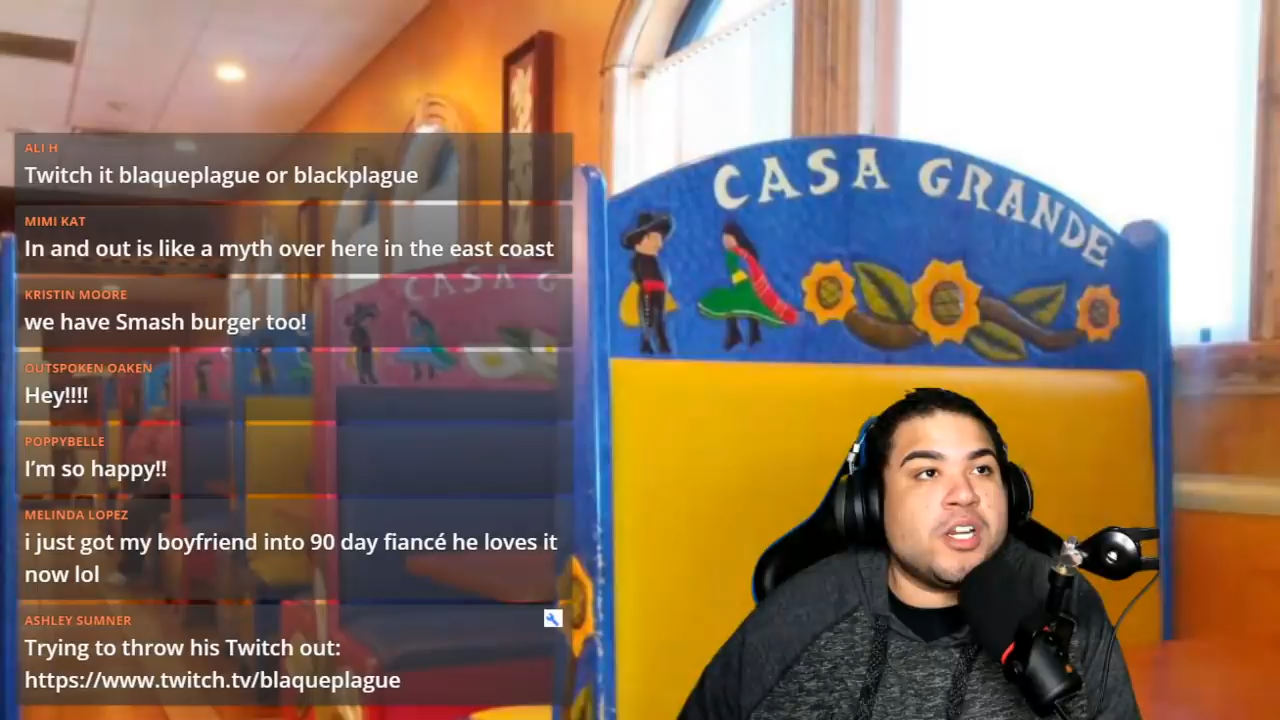 ALI H
Twitch it blaqueplague or blackplague
MIMI KAT
In and out is like a myth over here in the east coast
KRISTIN MOORE
we have Smash burger too!
OUTSPOKEN OAKEN
Hey!!!!
POPPYBELLE
I'm so happy!!
MELINDA LOPEZ
i just got my boyfriend into 90 day fiancé he loves it
now lol
ASHLEY SUMNER
Trying to throw his Twitch out:
https://www.twitch.tv/blaqueplague
CASA GRANDE
CASA G